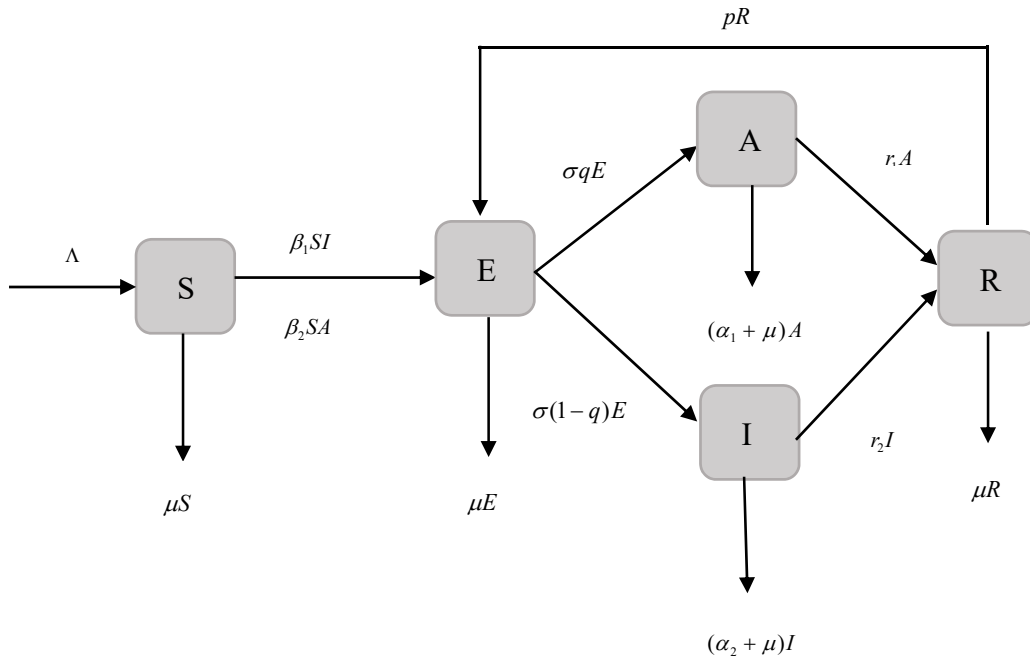 pR
A
σqE
r₁A
Λ
β₁SI
S
E
R
β₂SA
(α₁ + μ)A
σ(1− q)E
I
r₂I
μS
μE
μR
(α₂ + μ)I